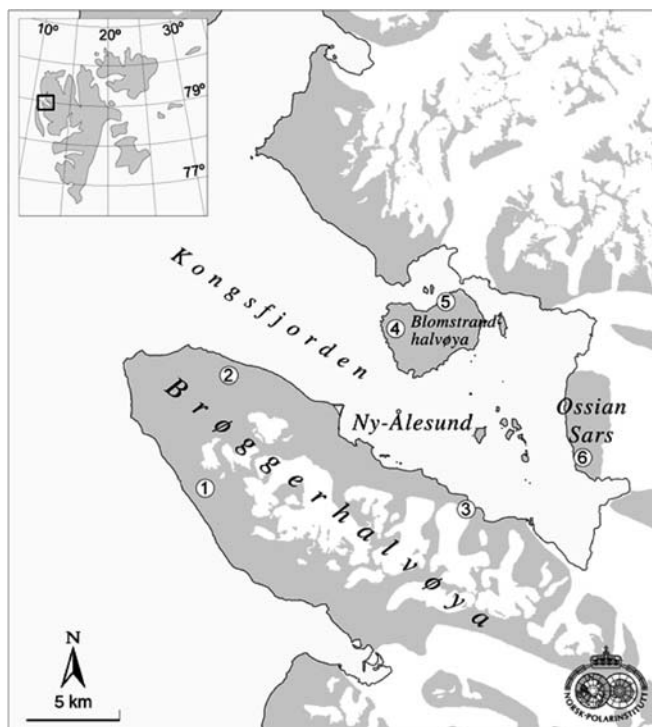 10° 20° 30°
79°
77°
Kongsfjorden
5
4
Blomstrand-
halvøya
2
Brøggerhalvøya
Ny-Ålesund
Ossian
Sars
6
1
3
N
5 km
NORSK-POLARINSTITUTT